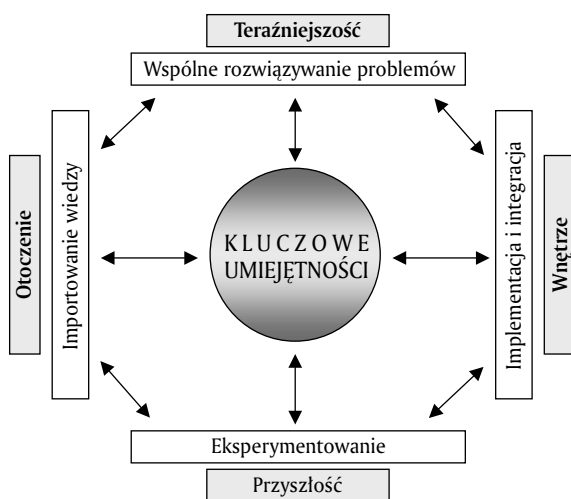 Teraźniejszość
Wspólne rozwiązywanie problemów
Otoczenie
Importowanie wiedzy
KLUCZOWE
UMIEJĘTNOŚCI
Implementacja i integracja
Wnętrze
Eksperymentowanie
Przyszłość